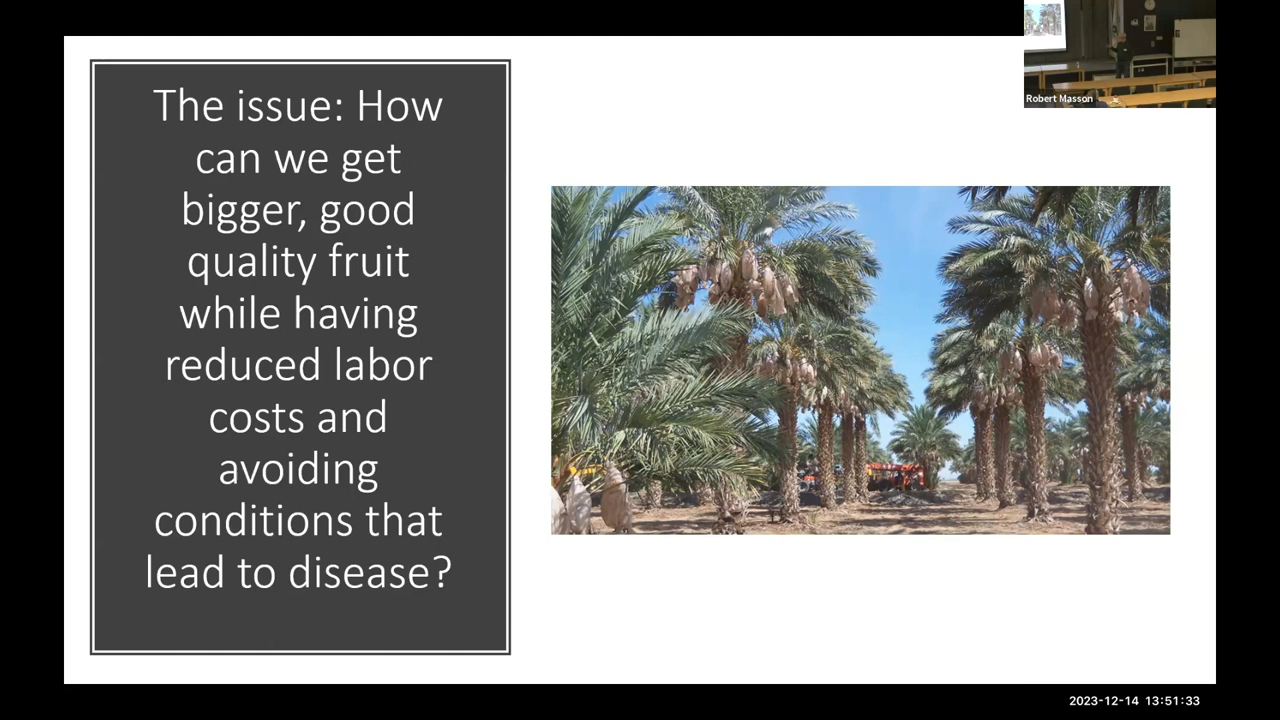 The issue: How
can we get
bigger, good
quality fruit
while having
reduced labor
costs and
avoiding
conditions that
lead to disease?
Robert Masson
2023-12-14 13:51:33